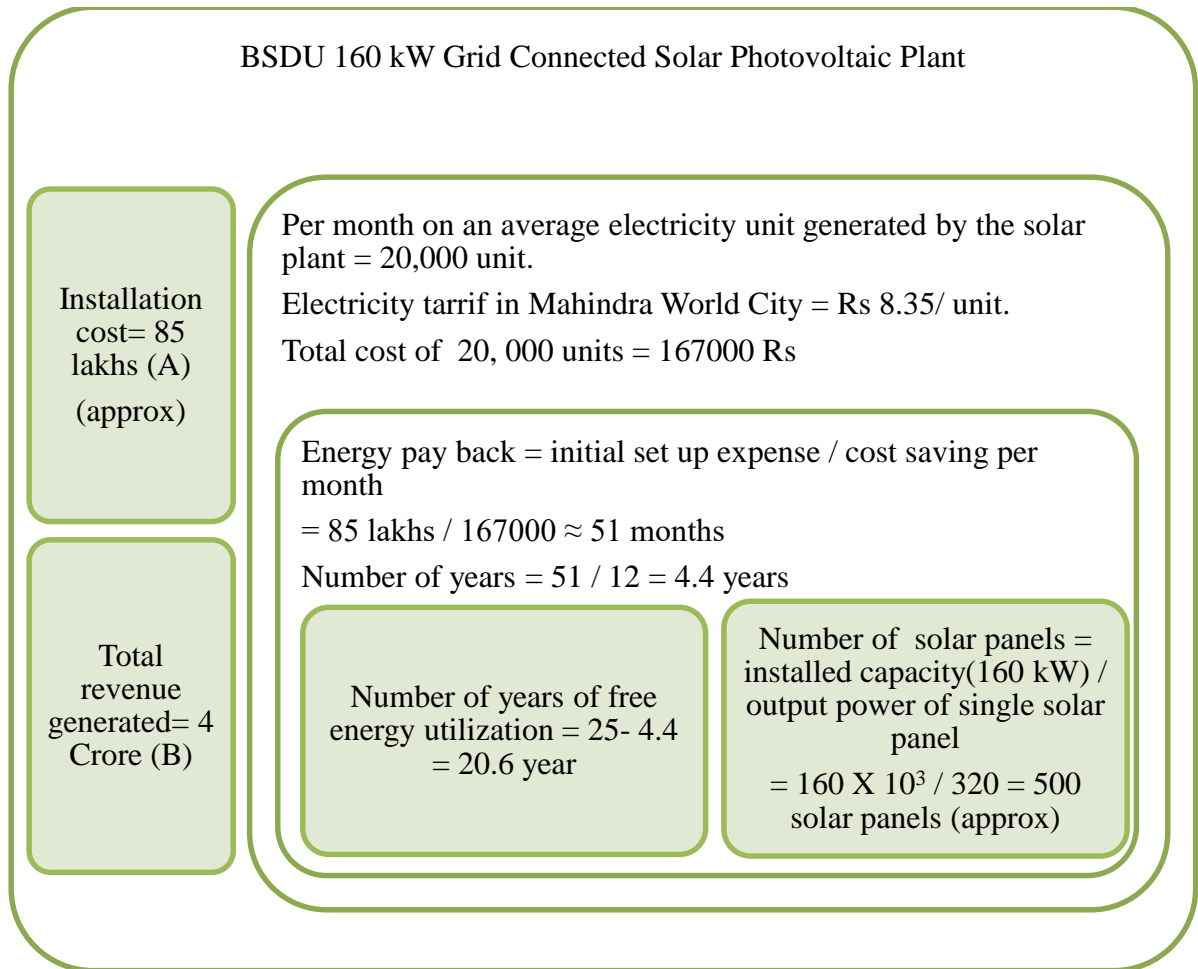 BSDU 160 kW Grid Connected Solar Photovoltaic Plant
Installation
cost= 85
lakhs (A)
(approx)
Total
revenue
generated= 4
Crore (B)
Per month on an average electricity unit generated by the solar
plant = 20,000 unit.
Electricity tarrif in Mahindra World City = Rs 8.35/ unit.
Total cost of 20, 000 units = 167000 Rs
Energy pay back = initial set up expense / cost saving per
month
= 85 lakhs / 167000 ≈ 51 months
Number of years = 51 / 12 = 4.4 years
Number of years of free
energy utilization = 25- 4.4
= 20.6 year
Number of solar panels =
installed capacity(160 kW) /
output power of single solar
panel
= 160 X 10³ / 320 = 500
solar panels (approx)